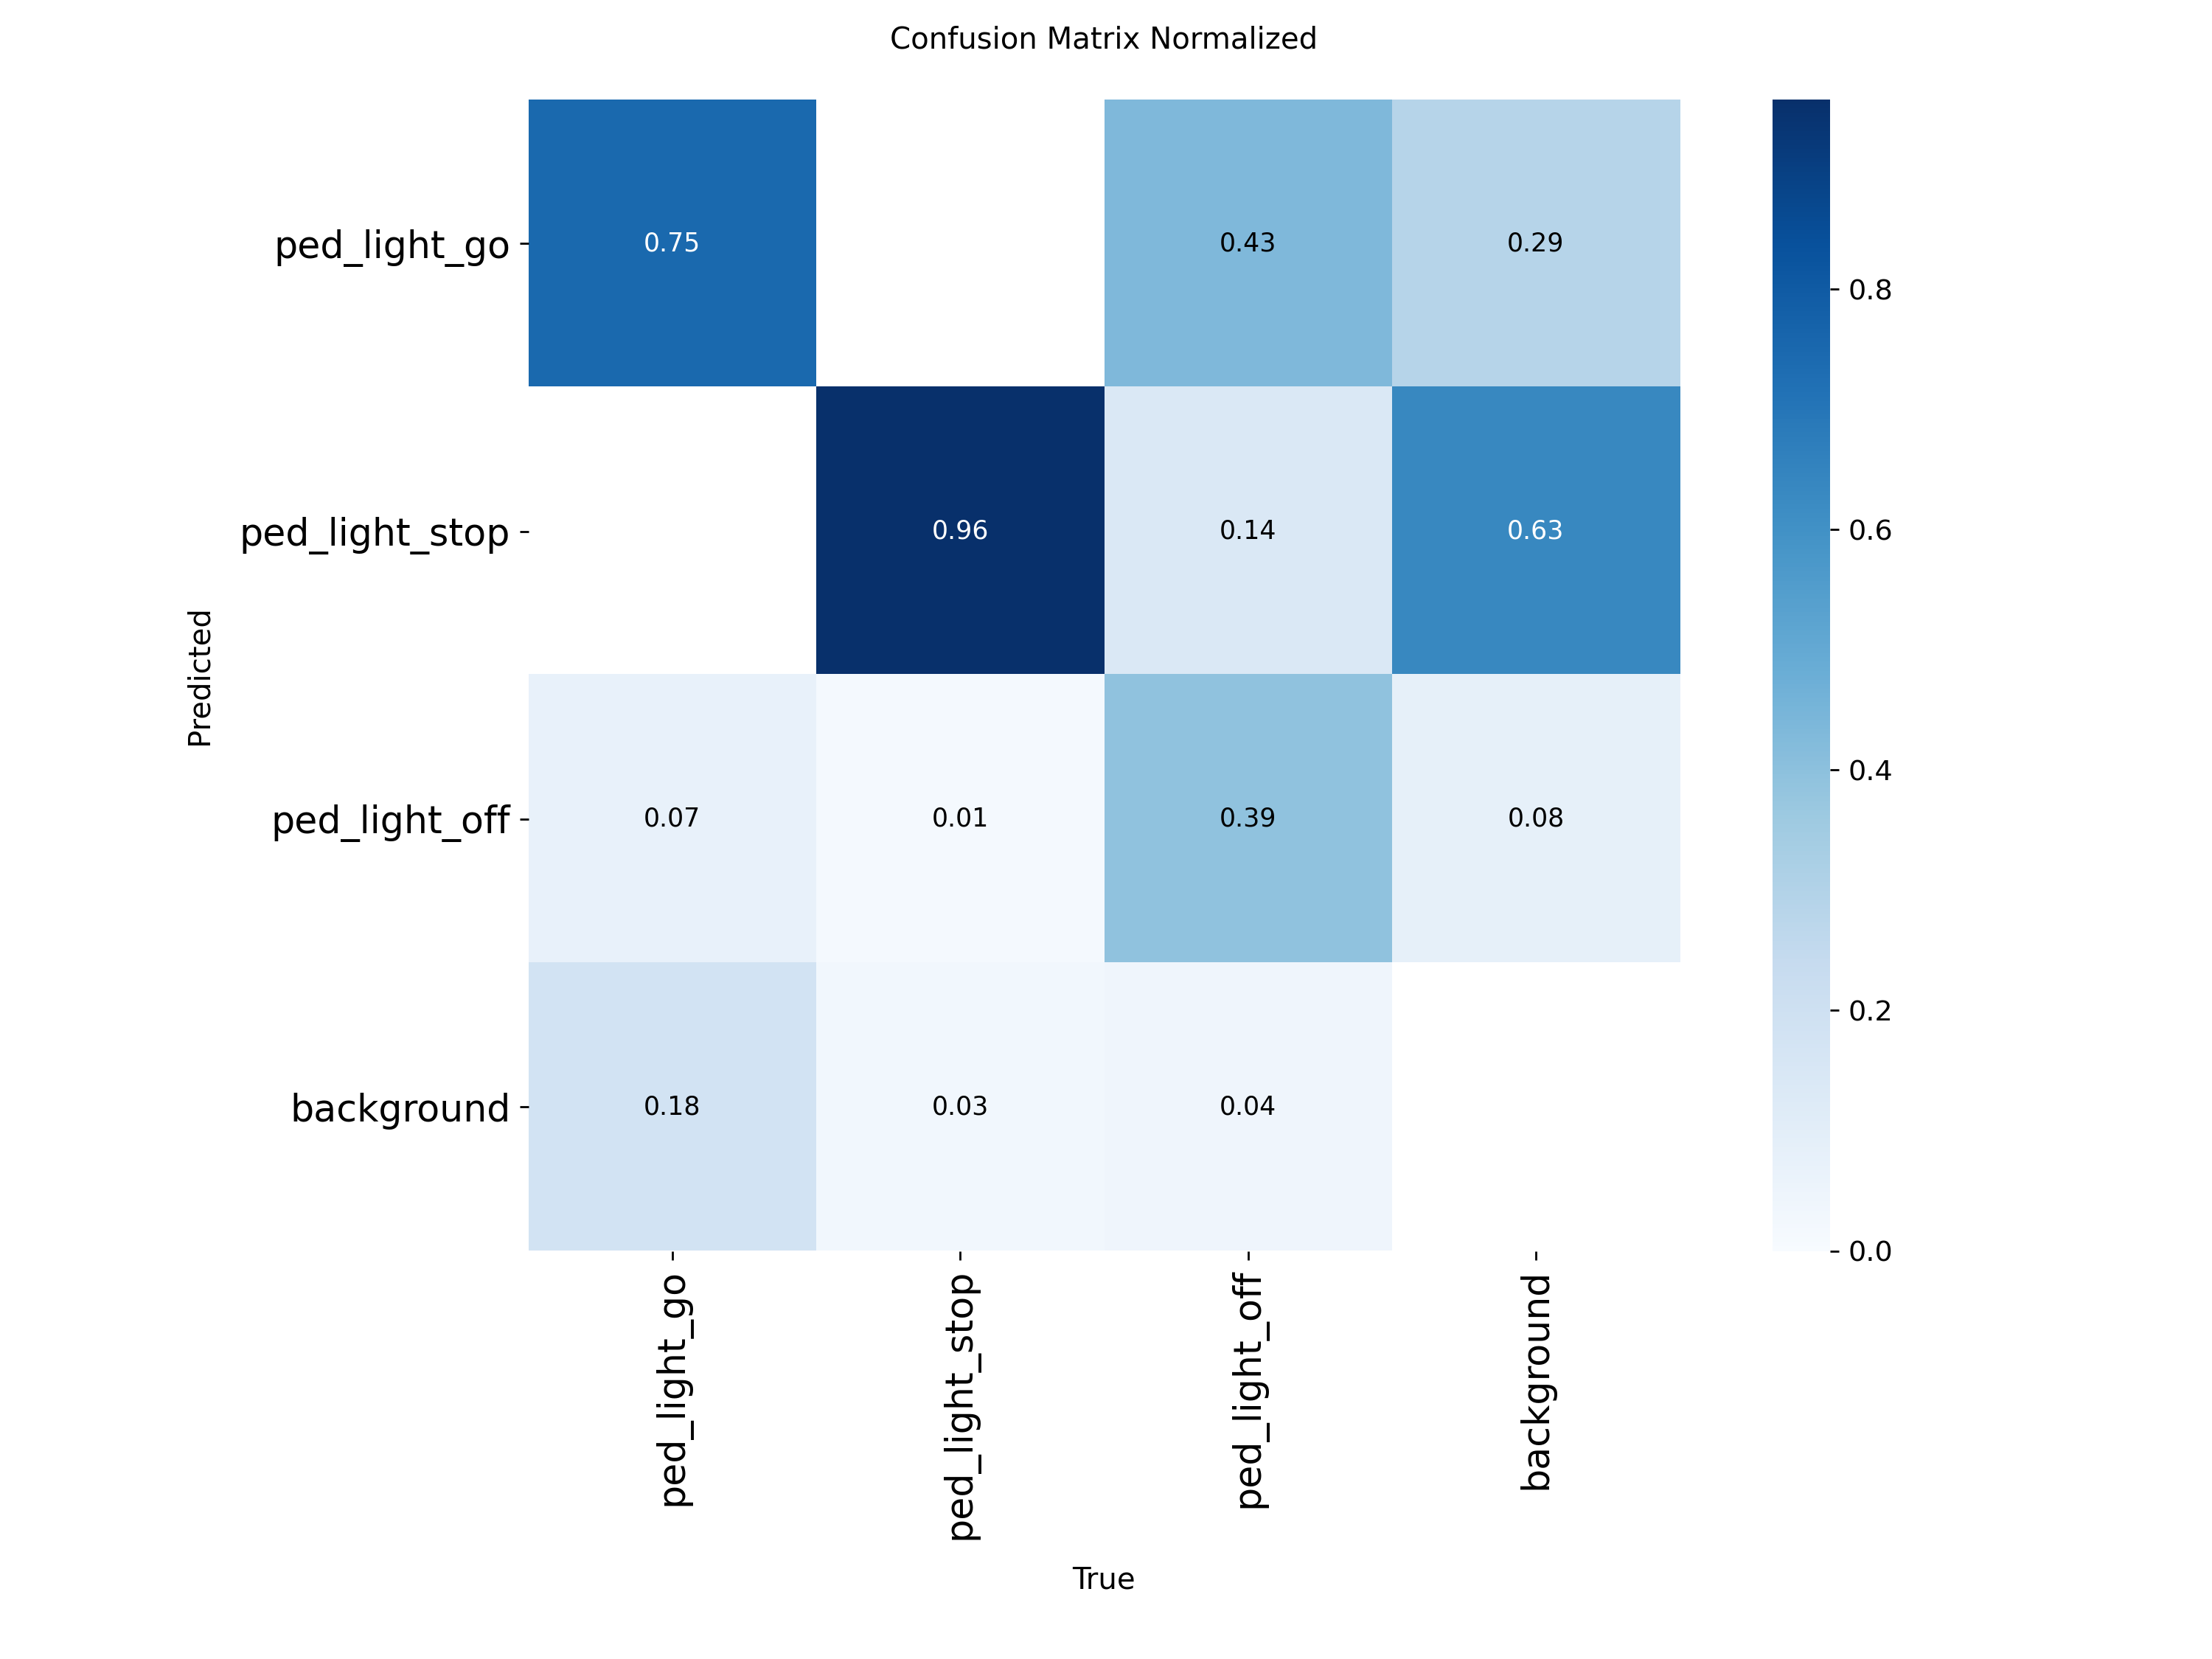 Confusion Matrix Normalized
ped_light_go
0.75
0.43
0.29
ped_light_stop
0.96
0.14
0.63
ped_light_off
0.07
0.01
0.39
0.08
background
0.18
0.03
0.04
Predicted
ped_light_go
ped_light_stop
ped_light_off
background
True
0.8
0.6
0.4
0.2
0.0